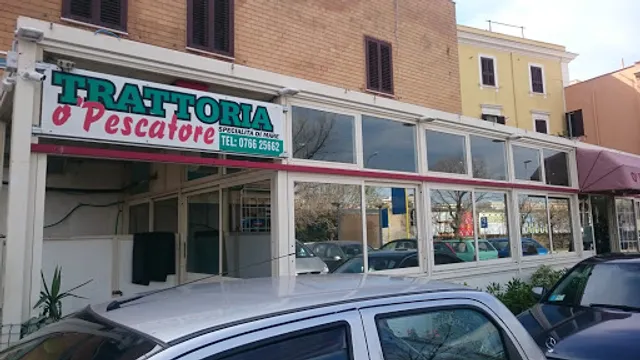 TRATTORIA
o'Pescatore
SPECIALITÀ DI MARE
TEL: 0766 25662